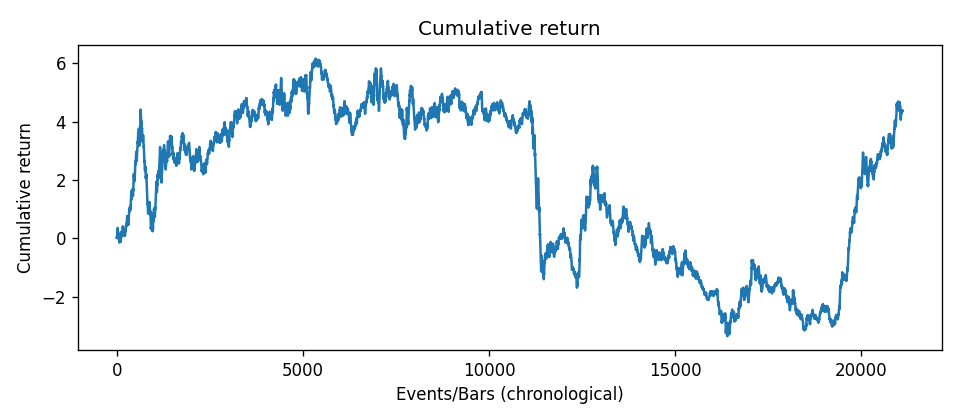 Cumulative return
6
4
2
0
−2
Cumulative return
0 5000 10000 15000 20000
Events/Bars (chronological)